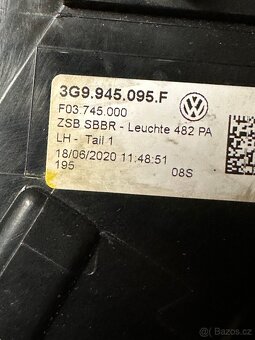 3G9.945.095.F
F03.745.000
ZSB SBBR - Leuchte 482 PA
LH - Tail 1
18/06/2020 11:48:51
195 08S
Bazoš.cz